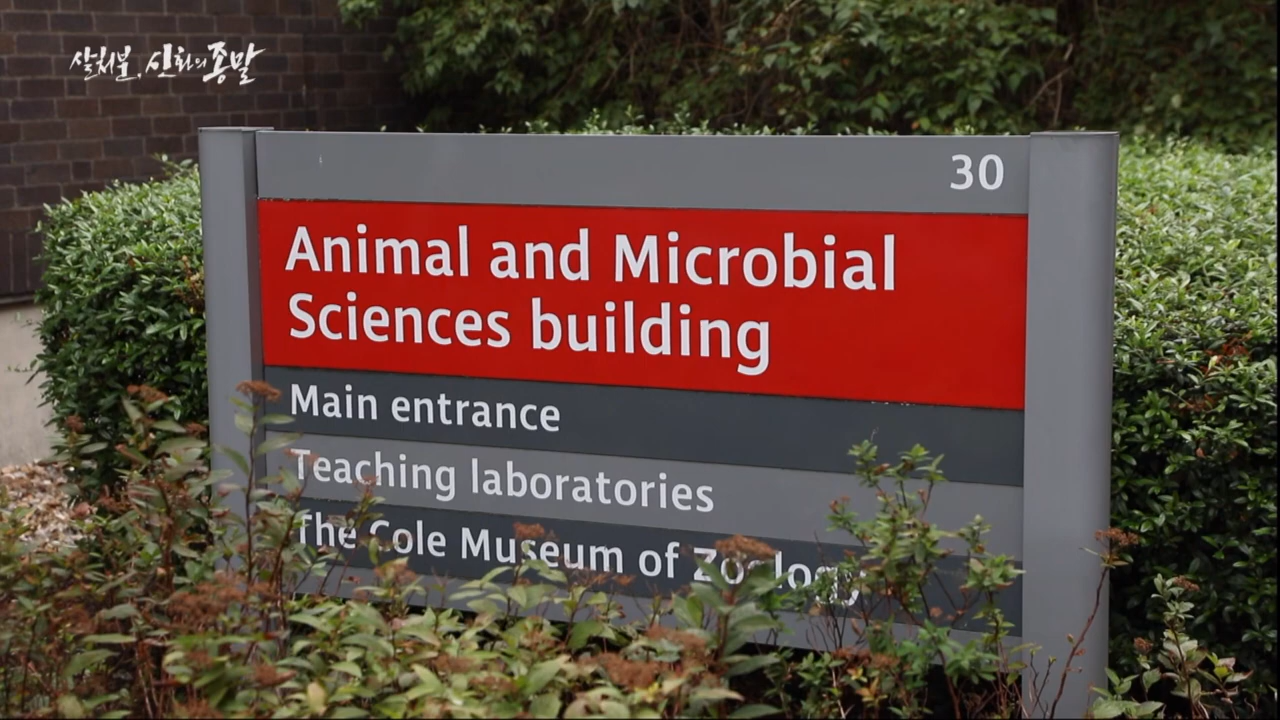 살처분, 신화의 종말
30
Animal and Microbial
Sciences building
Main entrance
Teaching laboratories
The Cole Museum of Zoology